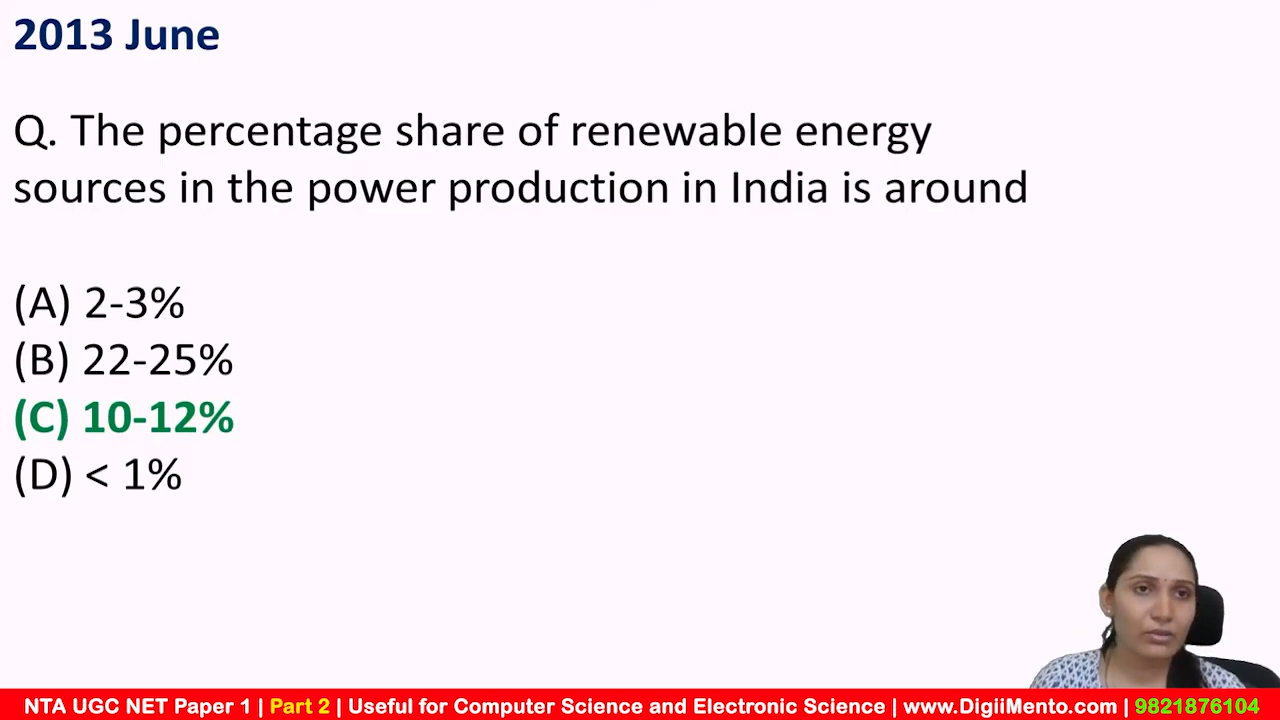 2013 June
Q. The percentage share of renewable energy
sources in the power production in India is around
(A) 2-3%
(B) 22-25%
(C) 10-12%
(D) < 1%
NTA UGC NET Paper 1 | Part 2 | Useful for Computer Science and Electronic Science | www.DigiiMento.com | 9821876104